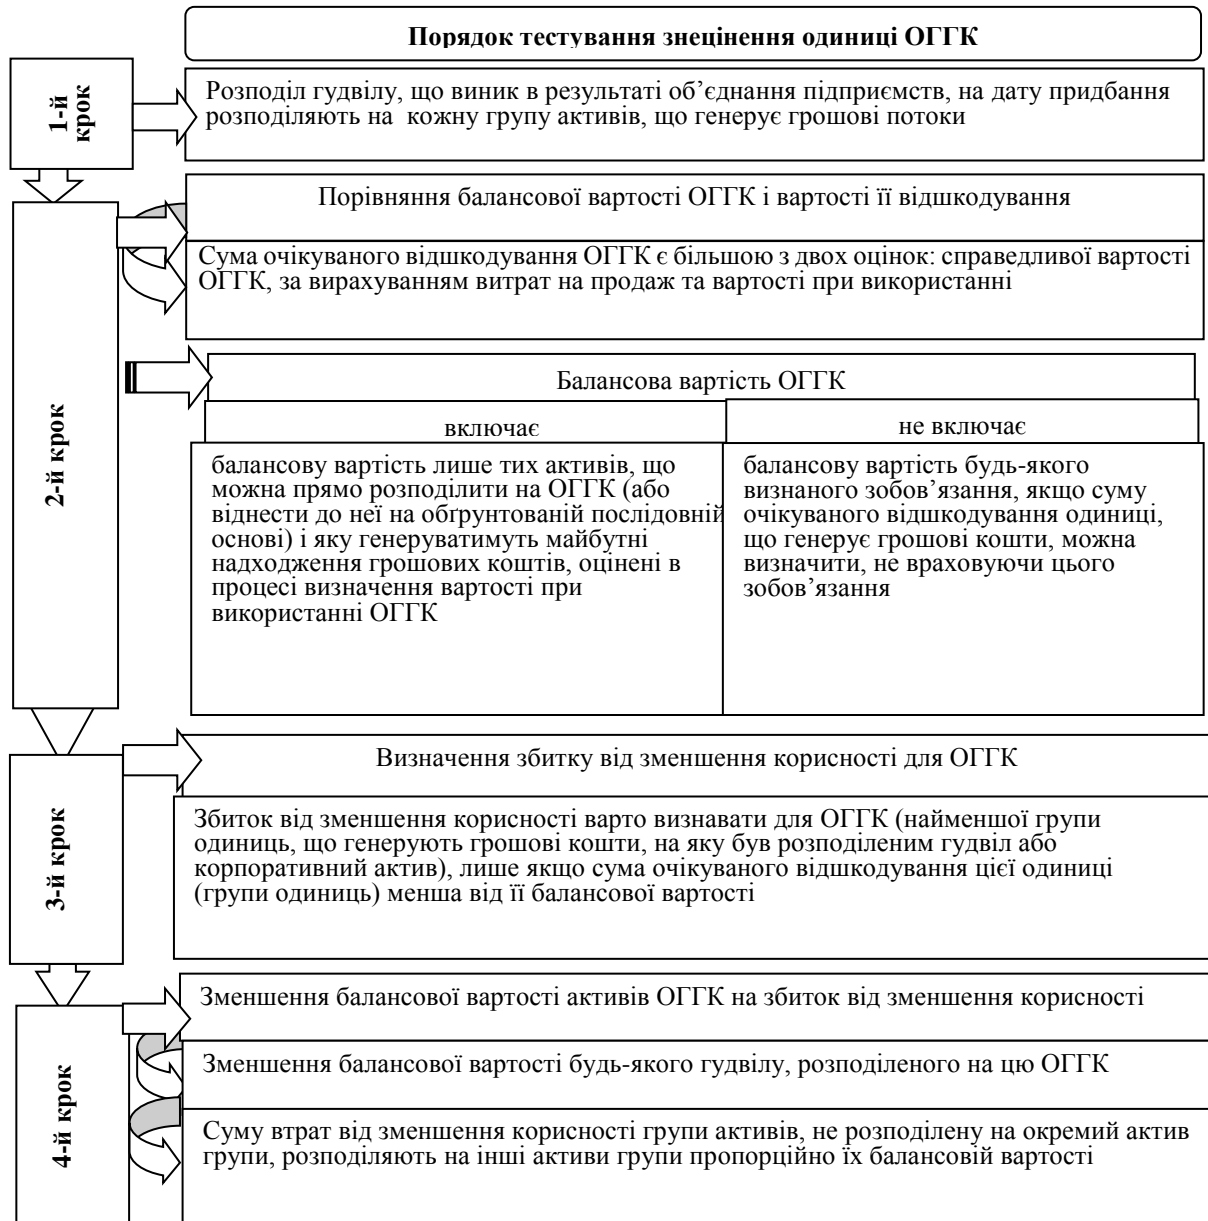 Порядок тестування знецінення одиниці ОГГК
1-й
крок
Розподіл гудвілу, що виник в результаті об’єднання підприємств, на дату придбання
розподіляють на кожну групу активів, що генерує грошові потоки
2-й крок
Порівняння балансової вартості ОГГК і вартості її відшкодування
Сума очікуваного відшкодування ОГГК є більшою з двох оцінок: справедливої вартості
ОГГК, за вирахуванням витрат на продаж та вартості при використанні
Балансова вартість ОГГК
включає
не включає
балансову вартість лише тих активів, що
можна прямо розподілити на ОГГК (або
віднести до неї на обґрунтованій послідовній
основі) і яку генеруватимуть майбутні
надходження грошових коштів, оцінені в
процесі визначення вартості при
використанні ОГГК
балансову вартість будь-якого
визнаного зобов’язання, якщо суму
очікуваного відшкодування одиниці,
що генерує грошові кошти, можна
визначити, не враховуючи цього
зобов’язання
3-й крок
Визначення збитку від зменшення корисності для ОГГК
Збиток від зменшення корисності варто визнавати для ОГГК (найменшої групи
одиниць, що генерують грошові кошти, на яку був розподіленим гудвіл або
корпоративний актив), лише якщо сума очікуваного відшкодування цієї одиниці
(групи одиниць) менша від її балансової вартості
4-й крок
Зменшення балансової вартості активів ОГГК на збиток від зменшення корисності
Зменшення балансової вартості будь-якого гудвілу, розподіленого на цю ОГГК
Суму втрат від зменшення корисності групи активів, не розподілену на окремий актив
групи, розподіляють на інші активи групи пропорційно їх балансовій вартості